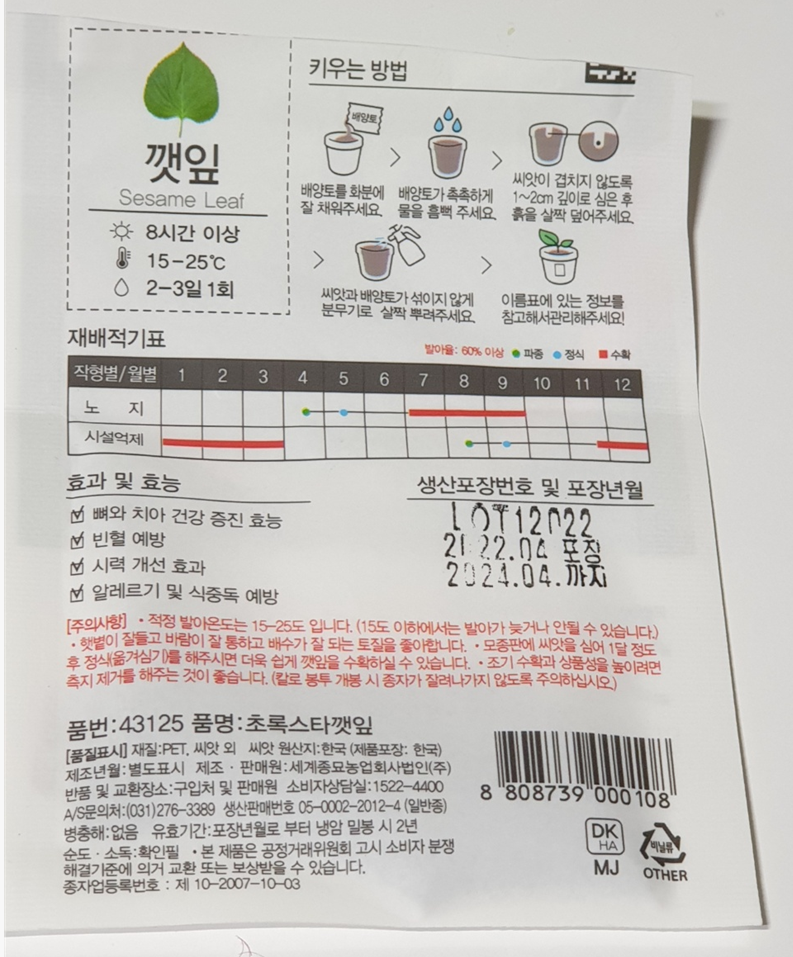 깻잎
Sesame Leaf
8시간 이상
15-25℃
2-3일 1회
키우는 방법
배양토
배양토를 화분에
잘 채워주세요.
배양토가 촉촉하게
물을 흠뻑 주세요.
씨앗이 겹치지 않도록
1~2cm 깊이로 심은 후
흙을 살짝 덮어주세요.
씨앗과 배양토가 섞이지 않게
분무기로 살짝 뿌려주세요.
이름표에 있는 정보를
참고해서관리해주세요!
재배적기표
발아율: 60% 이상 파종 정식 수확
작형별/월별 1 2 3 4 5 6 7 8 9 10 11 12
노 지
시설억제
효과 및 효능
뼈와 치아 건강 증진 효능
빈혈 예방
시력 개선 효과
알레르기 및 식중독 예방
생산포장번호 및 포장년월
LOT12022
2022.04 포장
2024.04.까지
[주의사항] • 적정 발아온도는 15-25도 입니다. (15도 이하에서는 발아가 늦거나 안될 수 있습니다.)
• 햇볕이 잘들고 바람이 잘 통하고 배수가 잘 되는 토질을 좋아합니다. • 모종판에 씨앗을 심어 1달 정도
후 정식(옮겨심기)를 해주시면 더욱 쉽게 깻잎을 수확하실 수 있습니다. • 조기 수확과 상품성을 높이려면
측지 제거를 해주는 것이 좋습니다. (칼로 봉투 개봉 시 종자가 잘려나가지 않도록 주의하십시오.)
품번:43125 품명:초록스타깻잎
[품질표시] 재질:PET, 씨앗 외 씨앗 원산지:한국 (제품포장: 한국)
제조년월:별도표시 제조 · 판매원:세계종묘농업회사법인(주)
반품 및 교환장소:구입처 및 판매원 소비자상담실:1522-4400
A/S문의처:(031)276-3389 생산판매번호 05-0002-2012-4 (일반종)
병충해:없음 유효기간:포장년월로 부터 냉암 밀봉 시 2년
순도 · 소독:확인필 • 본 제품은 공정거래위원회 고시 소비자 분쟁
해결기준에 의거 교환 또는 보상받을 수 있습니다.
종자업등록번호 : 제 10-2007-10-03
8 808739 000108
DK
HA
MJ
비닐류
OTHER